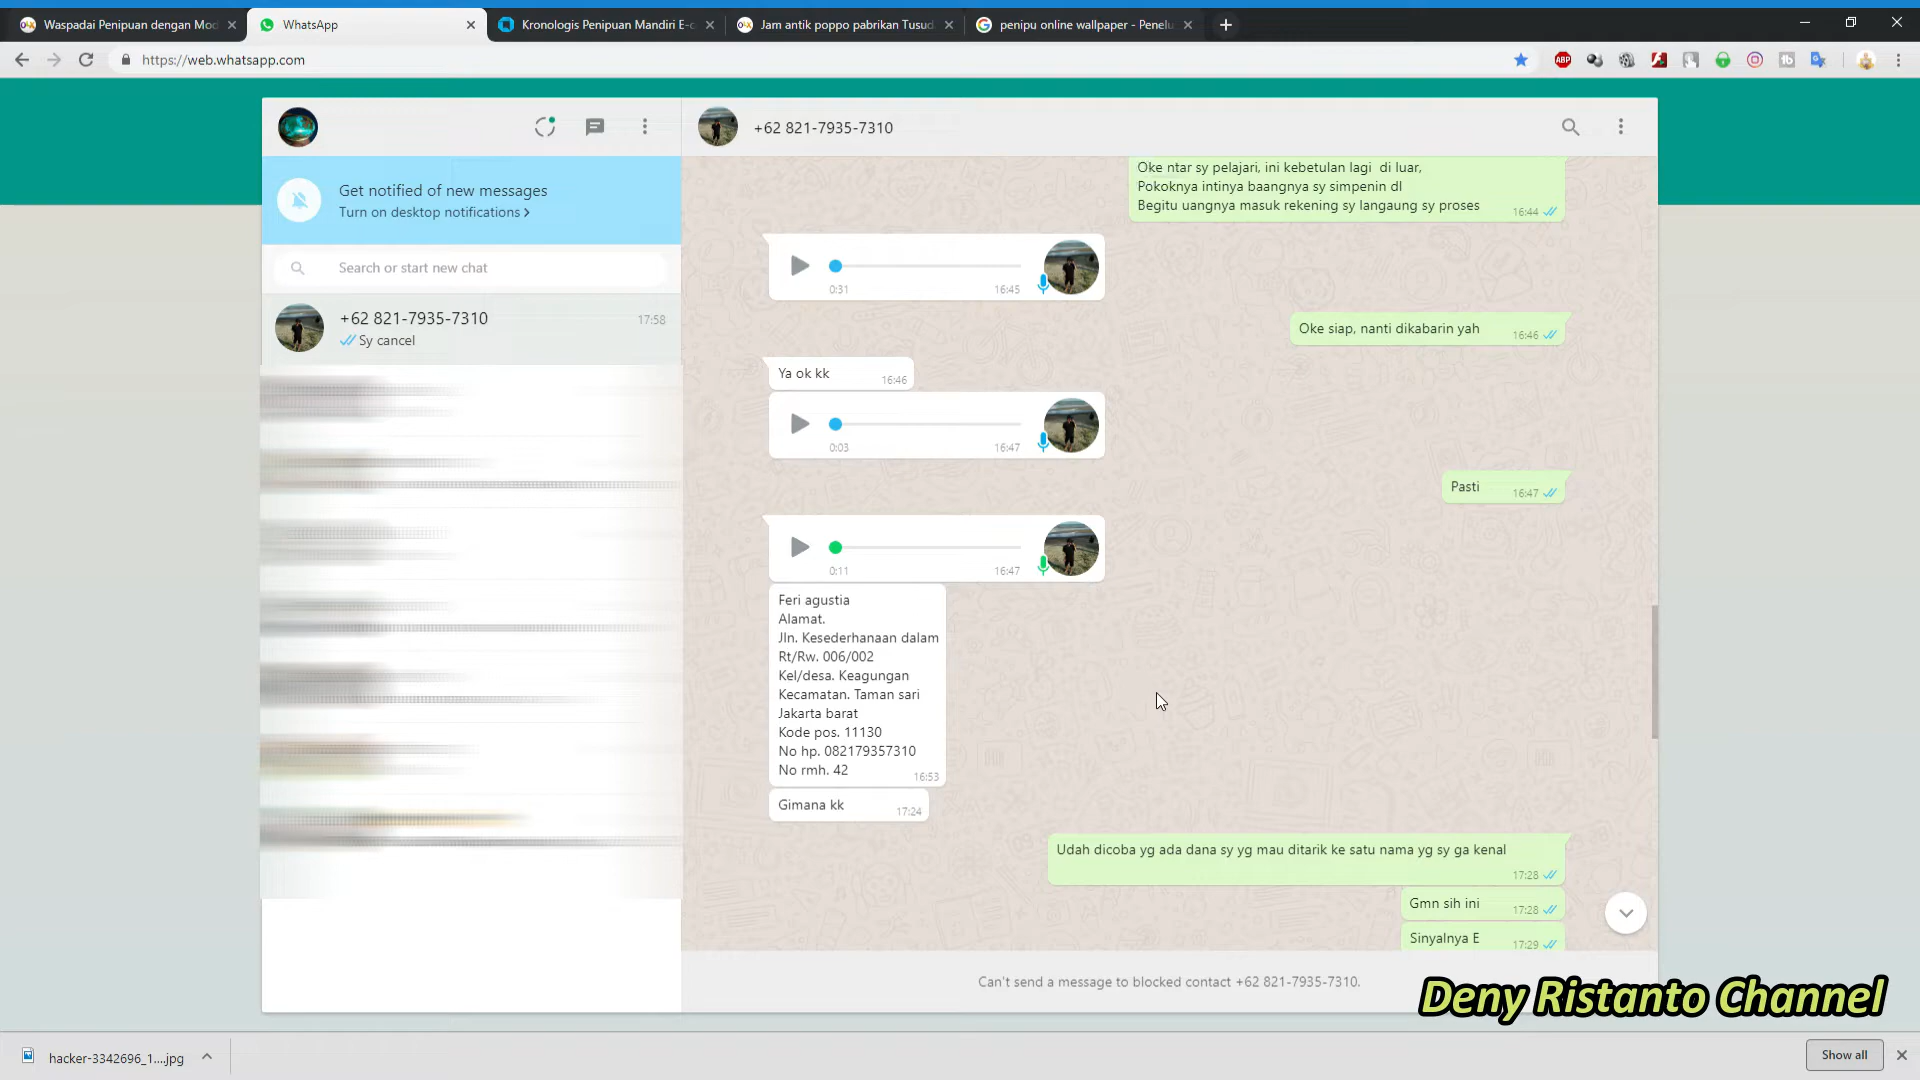 Waspadai Penipuan dengan Mod
WhatsApp
Kronologis Penipuan Mandiri E-c
Jam antik poppo pabrikan Tusud
penipu online wallpaper - Penelu
https://web.whatsapp.com
+62 821-7935-7310
Get notified of new messages
Turn on desktop notifications >
Search or start new chat
+62 821-7935-7310
17:58
Sy cancel
Oke ntar sy pelajari, ini kebetulan lagi di luar,
Pokoknya intinya baangnya sy simpenin dl
Begitu uangnya masuk rekening sy langaung sy proses
16:44
0:31
16:45
Oke siap, nanti dikabarin yah
16:46
Ya ok kk
16:46
0:03
16:47
Pasti
16:47
0:11
16:47
Feri agustia
Alamat.
Jln. Kesederhanaan dalam
Rt/Rw. 006/002
Kel/desa. Keagungan
Kecamatan. Taman sari
Jakarta barat
Kode pos. 11130
No hp. 082179357310
No rmh. 42
16:53
Gimana kk
17:24
Udah dicoba yg ada dana sy yg mau ditarik ke satu nama yg sy ga kenal
17:28
Gmn sih ini
17:28
Sinyalnya E
17:29
Can't send a message to blocked contact +62 821-7935-7310.
Deny Ristanto Channel
hacker-3342696_1....jpg
Show all